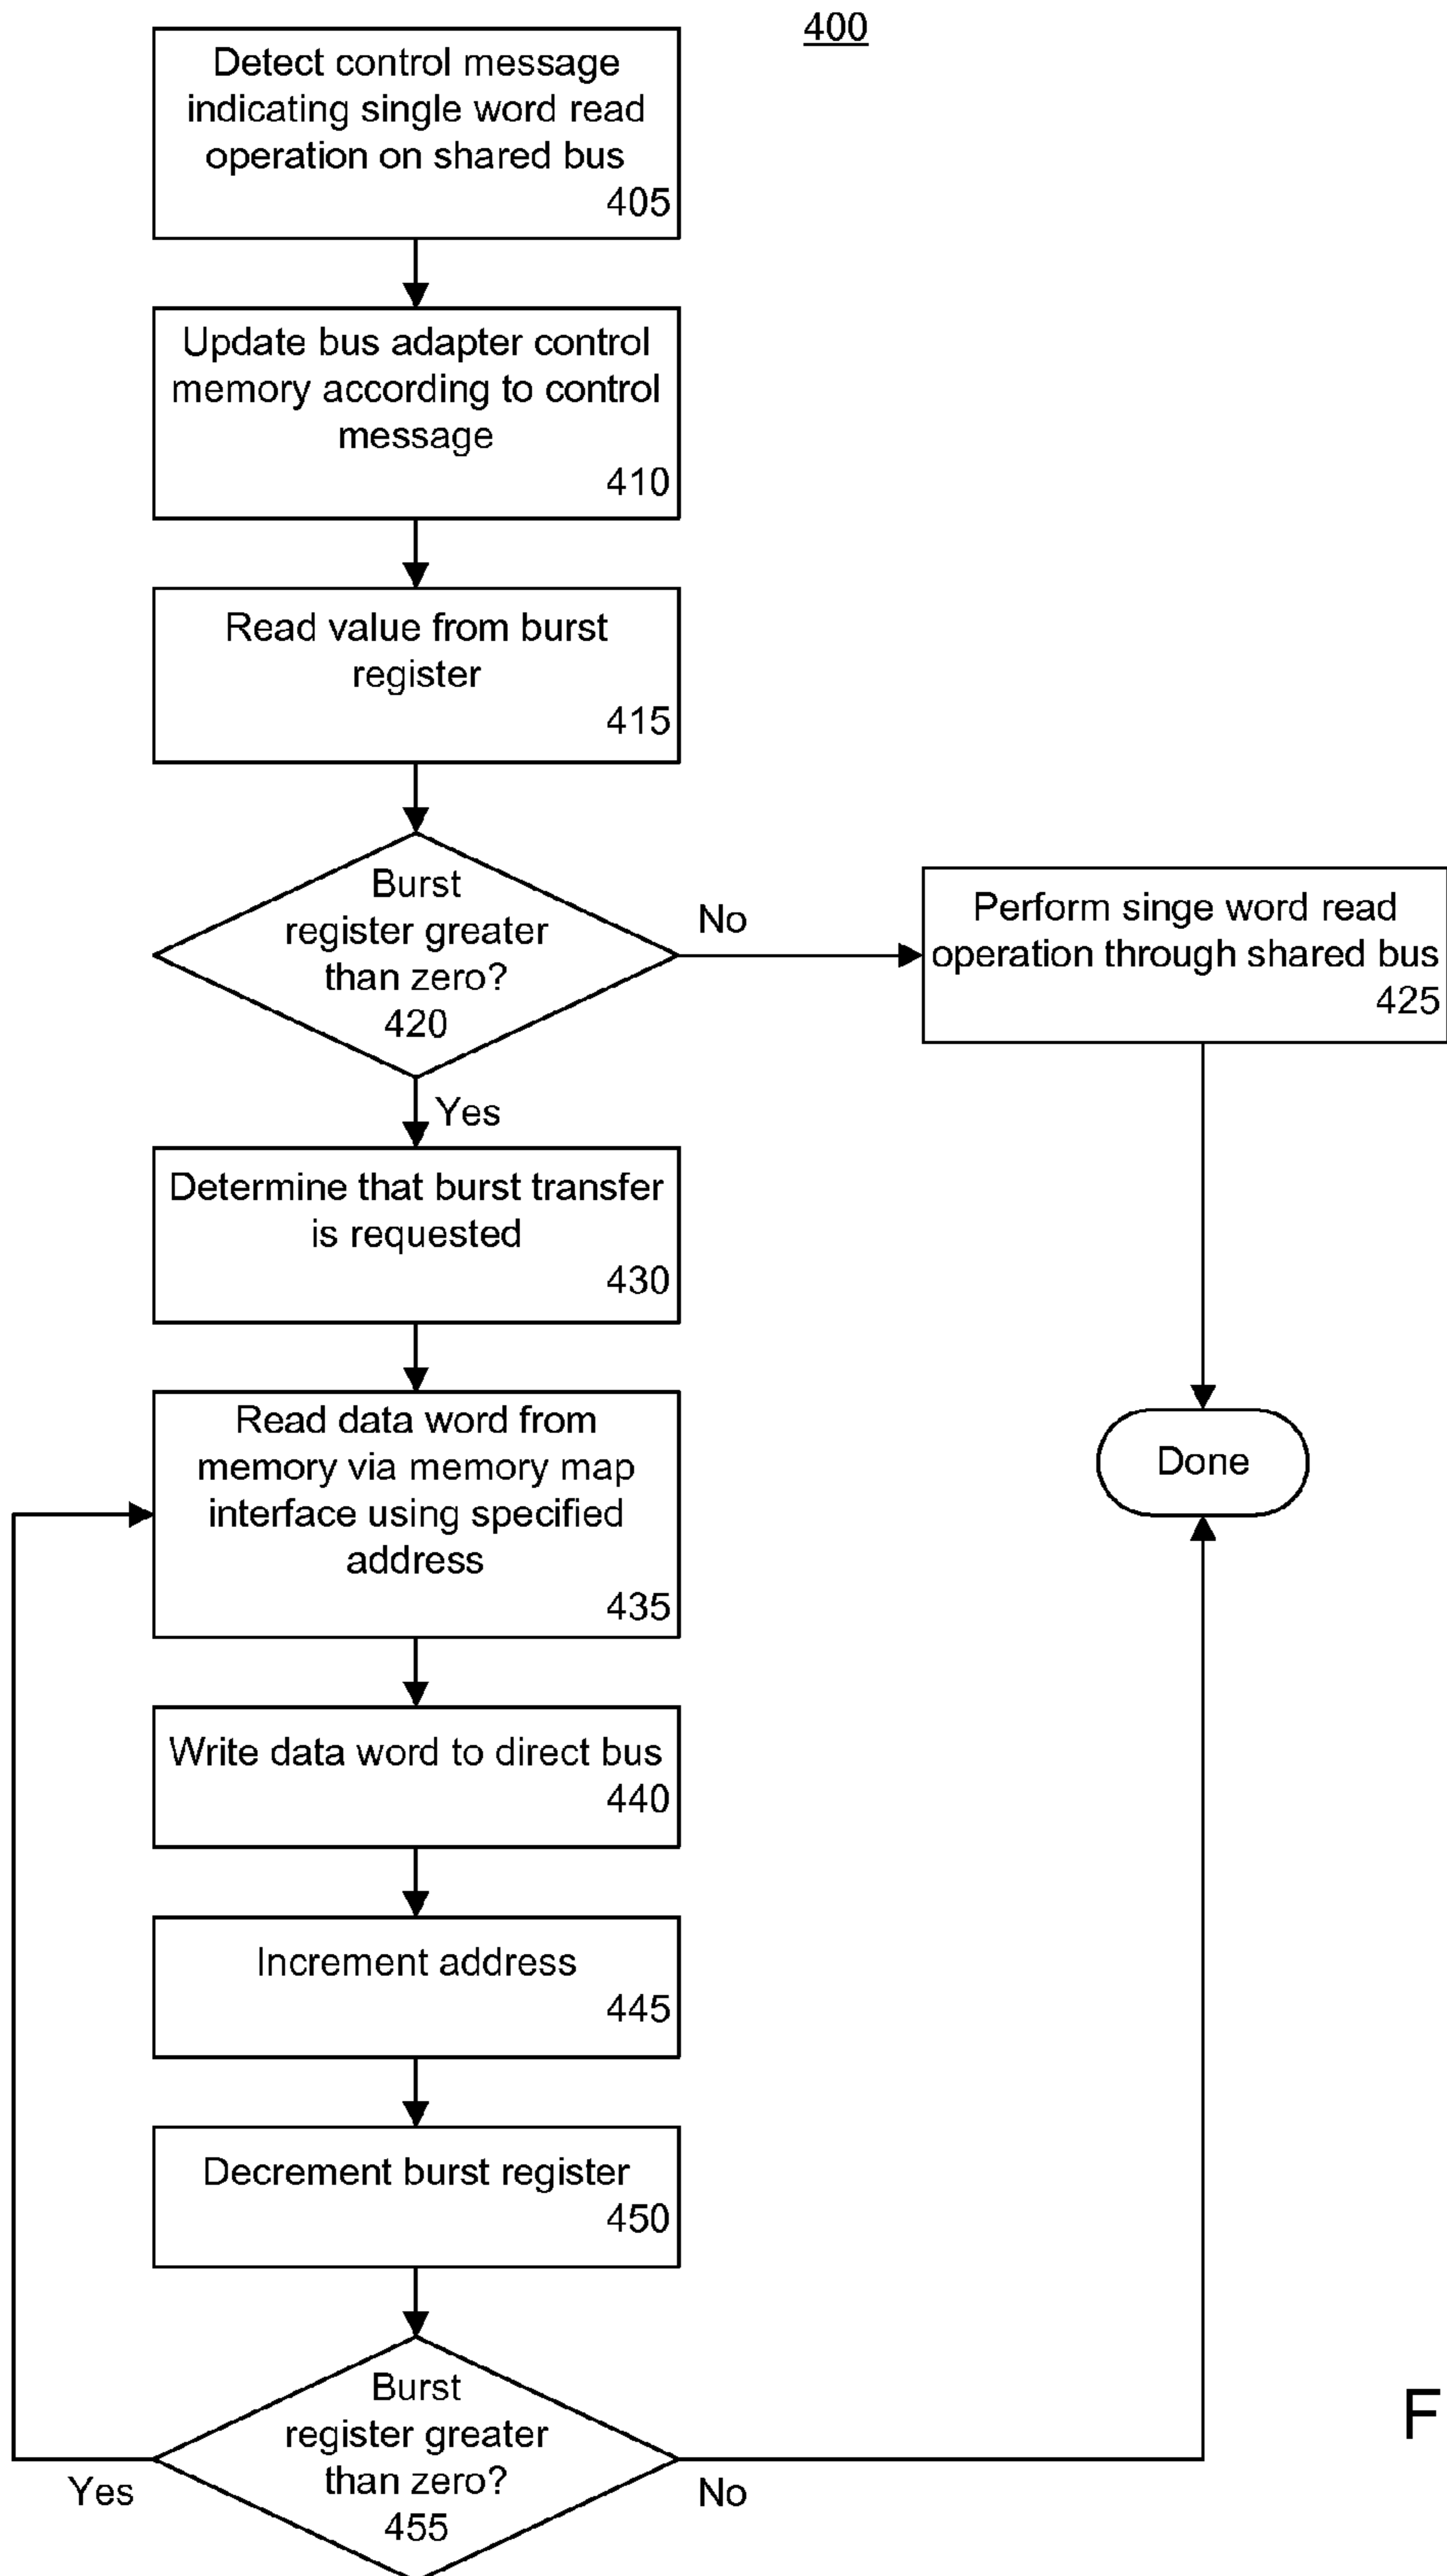 400
Detect control message
indicating single word read
operation on shared bus
405
Update bus adapter control
memory according to control
message
410
Read value from burst
register
415
Burst
register greater
than zero?
420
No
Perform singe word read
operation through shared bus
425
Yes
Determine that burst transfer
is requested
430
Read data word from
memory via memory map
interface using specified
address
435
Done
Write data word to direct bus
440
Increment address
445
Decrement burst register
450
Burst
register greater
than zero?
455
Yes
No
F